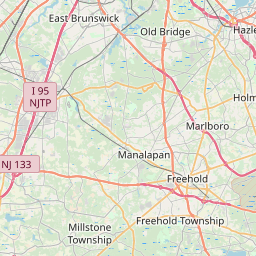 East Brunswick
Old Bridge
Hazle
I 95
NJTP
Holm
Marlboro
Manalapan
NJ 133
Freehold
Millstone
Township
Freehold Township